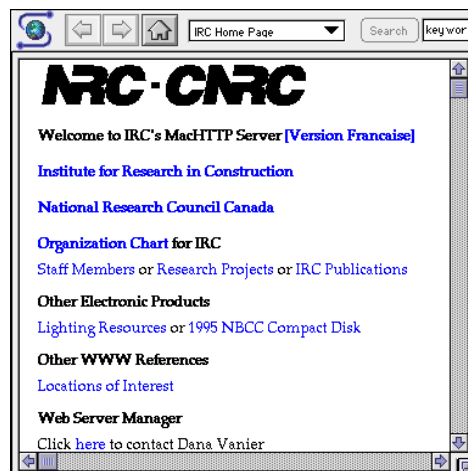 IRC Home Page
Search
keywor
NRC·CNRC
Welcome to IRC's MacHTTP Server [Version Francaise]
Institute for Research in Construction
National Research Council Canada
Organization Chart for IRC
Staff Members or Research Projects or IRC Publications
Other Electronic Products
Lighting Resources or 1995 NBCC Compact Disk
Other WWW References
Locations of Interest
Web Server Manager
Click here to contact Dana Vanier